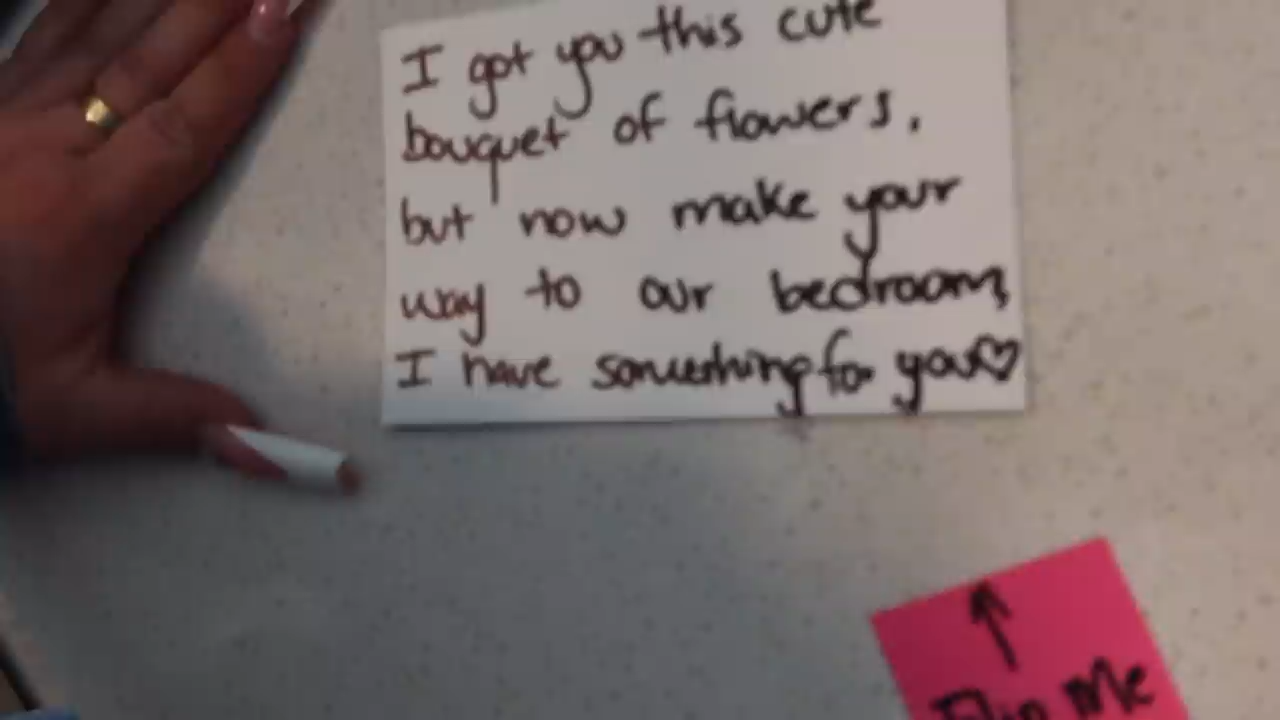 I got you this cute
bouquet of flowers,
but now make your
way to our bedroom,
I have something for you♡
Flip Me